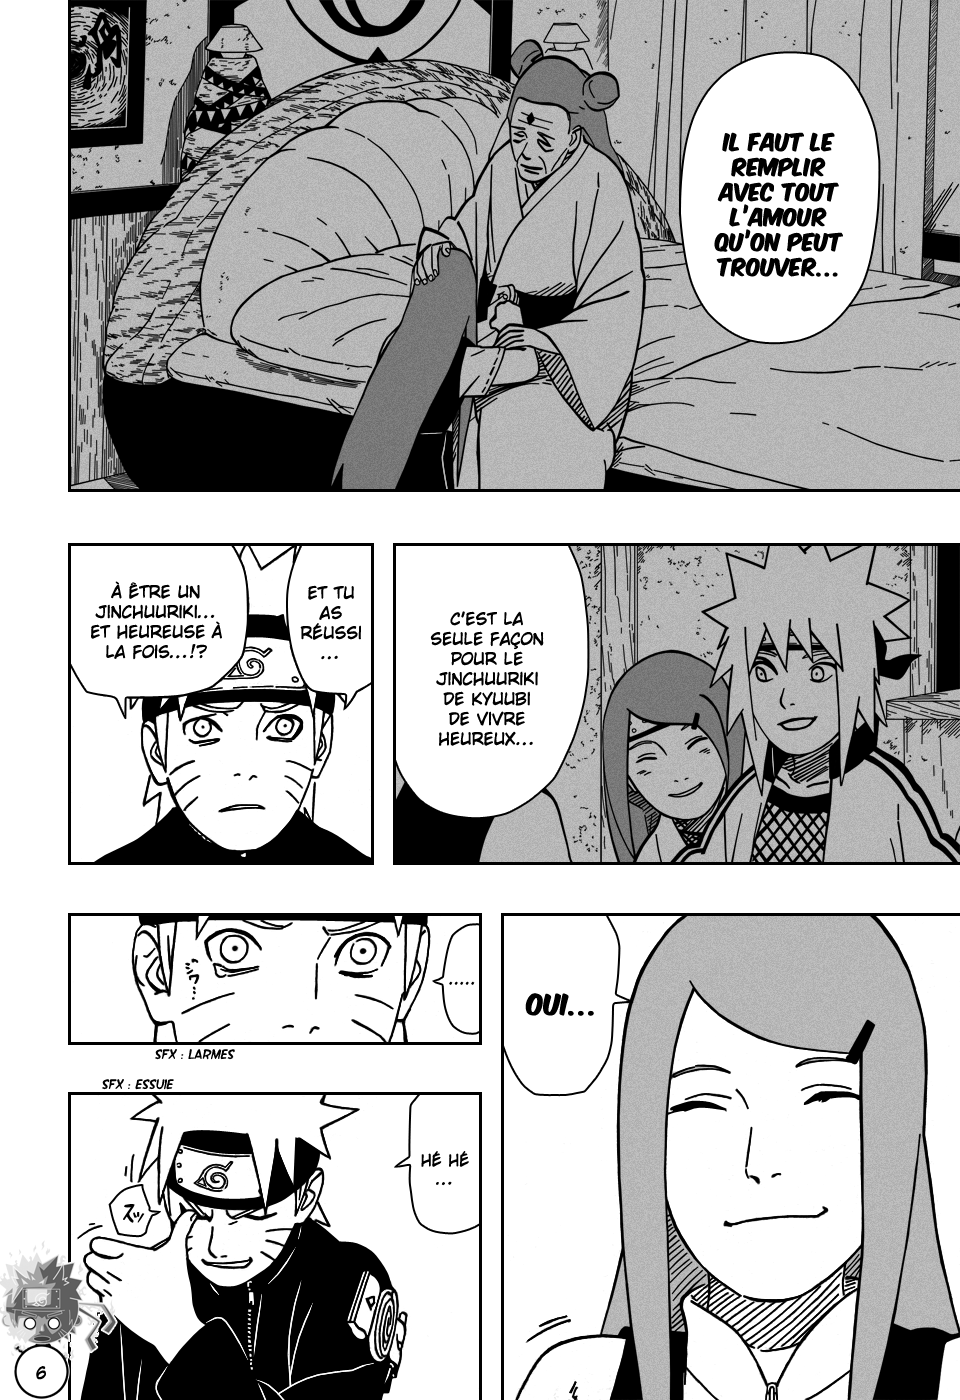 IL FAUT LE
REMPLIR
AVEC TOUT
L'AMOUR
QU'ON PEUT
TROUVER...
C'EST LA
SEULE FAÇON
POUR LE
JINCHUURIKI
DE KYUUBI
DE VIVRE
HEUREUX...
ET TU
AS
RÉUSSI
...
À ÊTRE UN
JINCHUURIKI...
ET HEUREUSE À
LA FOIS...!?
OUI...
.....
SFX : LARMES
SFX : ESSUIE
HÉ HÉ
...
スッ
6